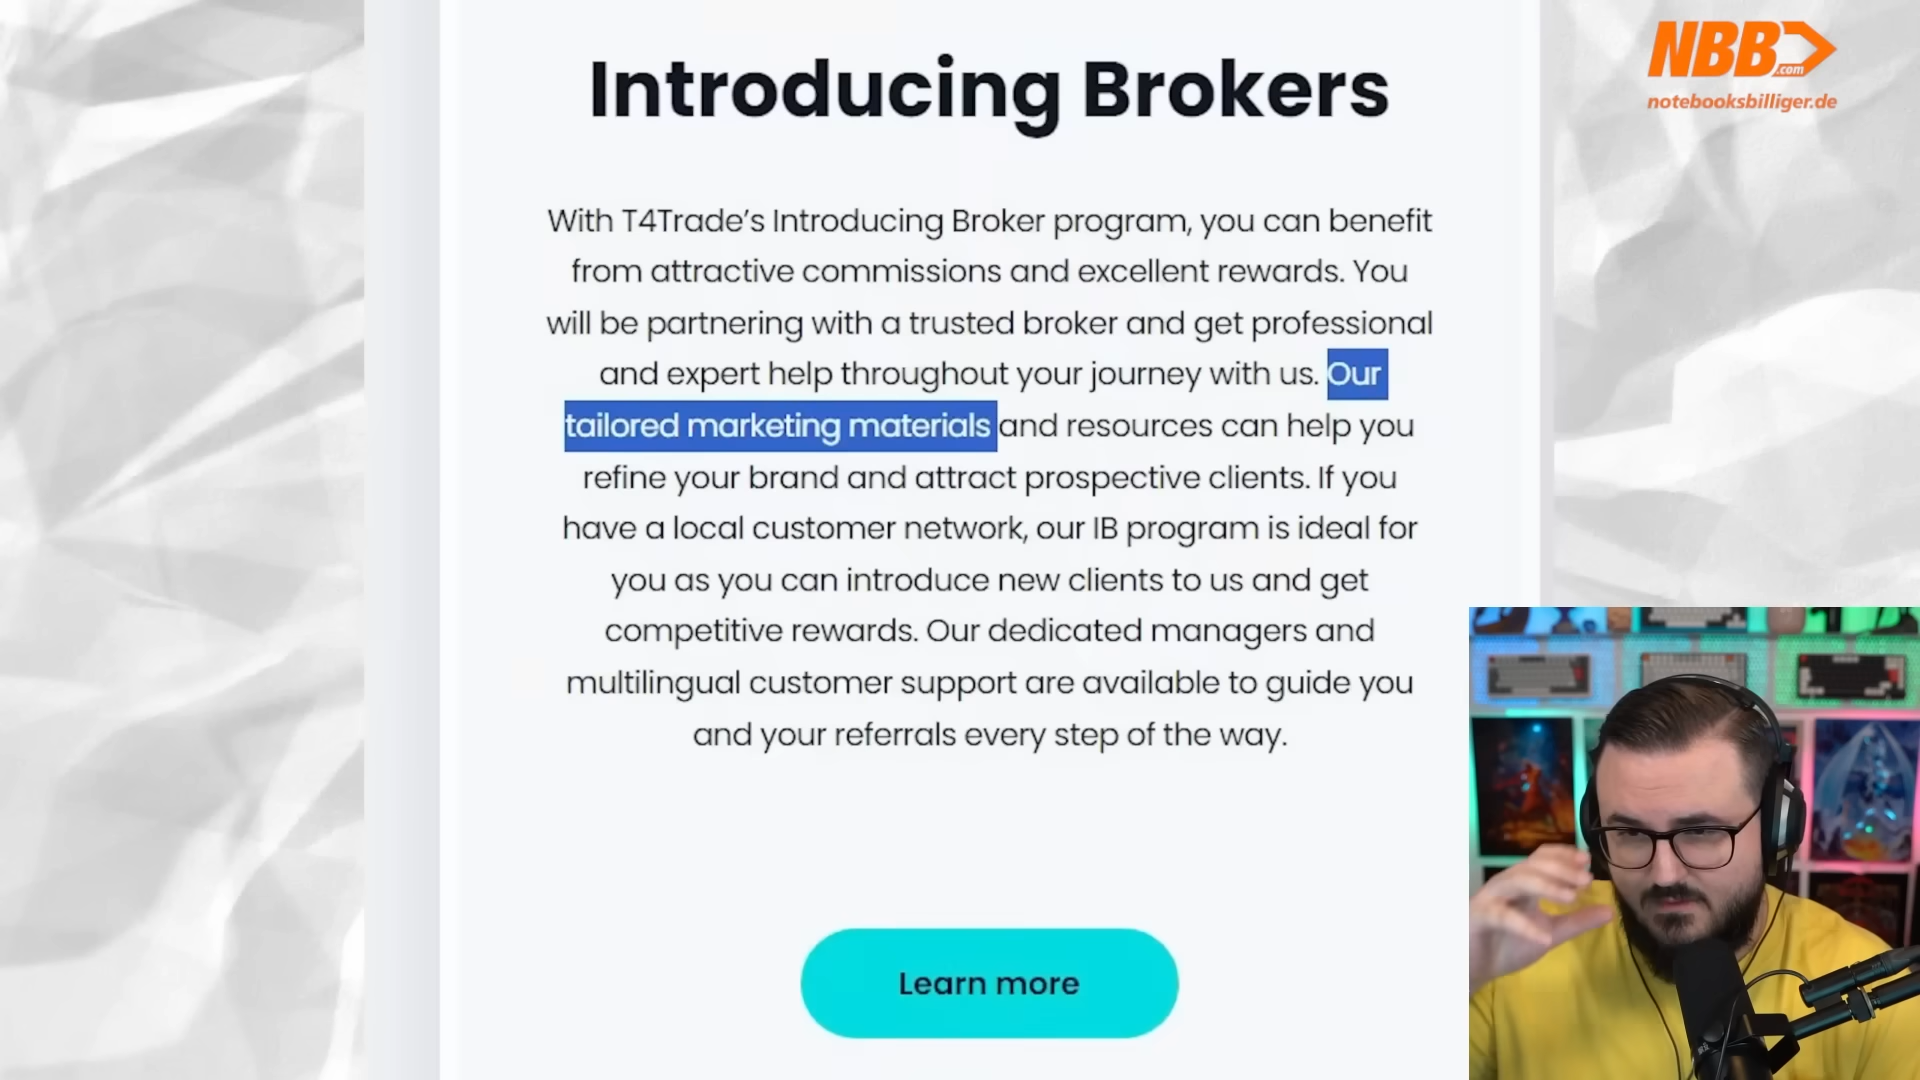 NBB.com
notebooksbilliger.de
Introducing Brokers
With T4Trade’s Introducing Broker program, you can benefit
from attractive commissions and excellent rewards. You
will be partnering with a trusted broker and get professional
and expert help throughout your journey with us. Our
tailored marketing materials and resources can help you
refine your brand and attract prospective clients. If you
have a local customer network, our IB program is ideal for
you as you can introduce new clients to us and get
competitive rewards. Our dedicated managers and
multilingual customer support are available to guide you
and your referrals every step of the way.
Learn more